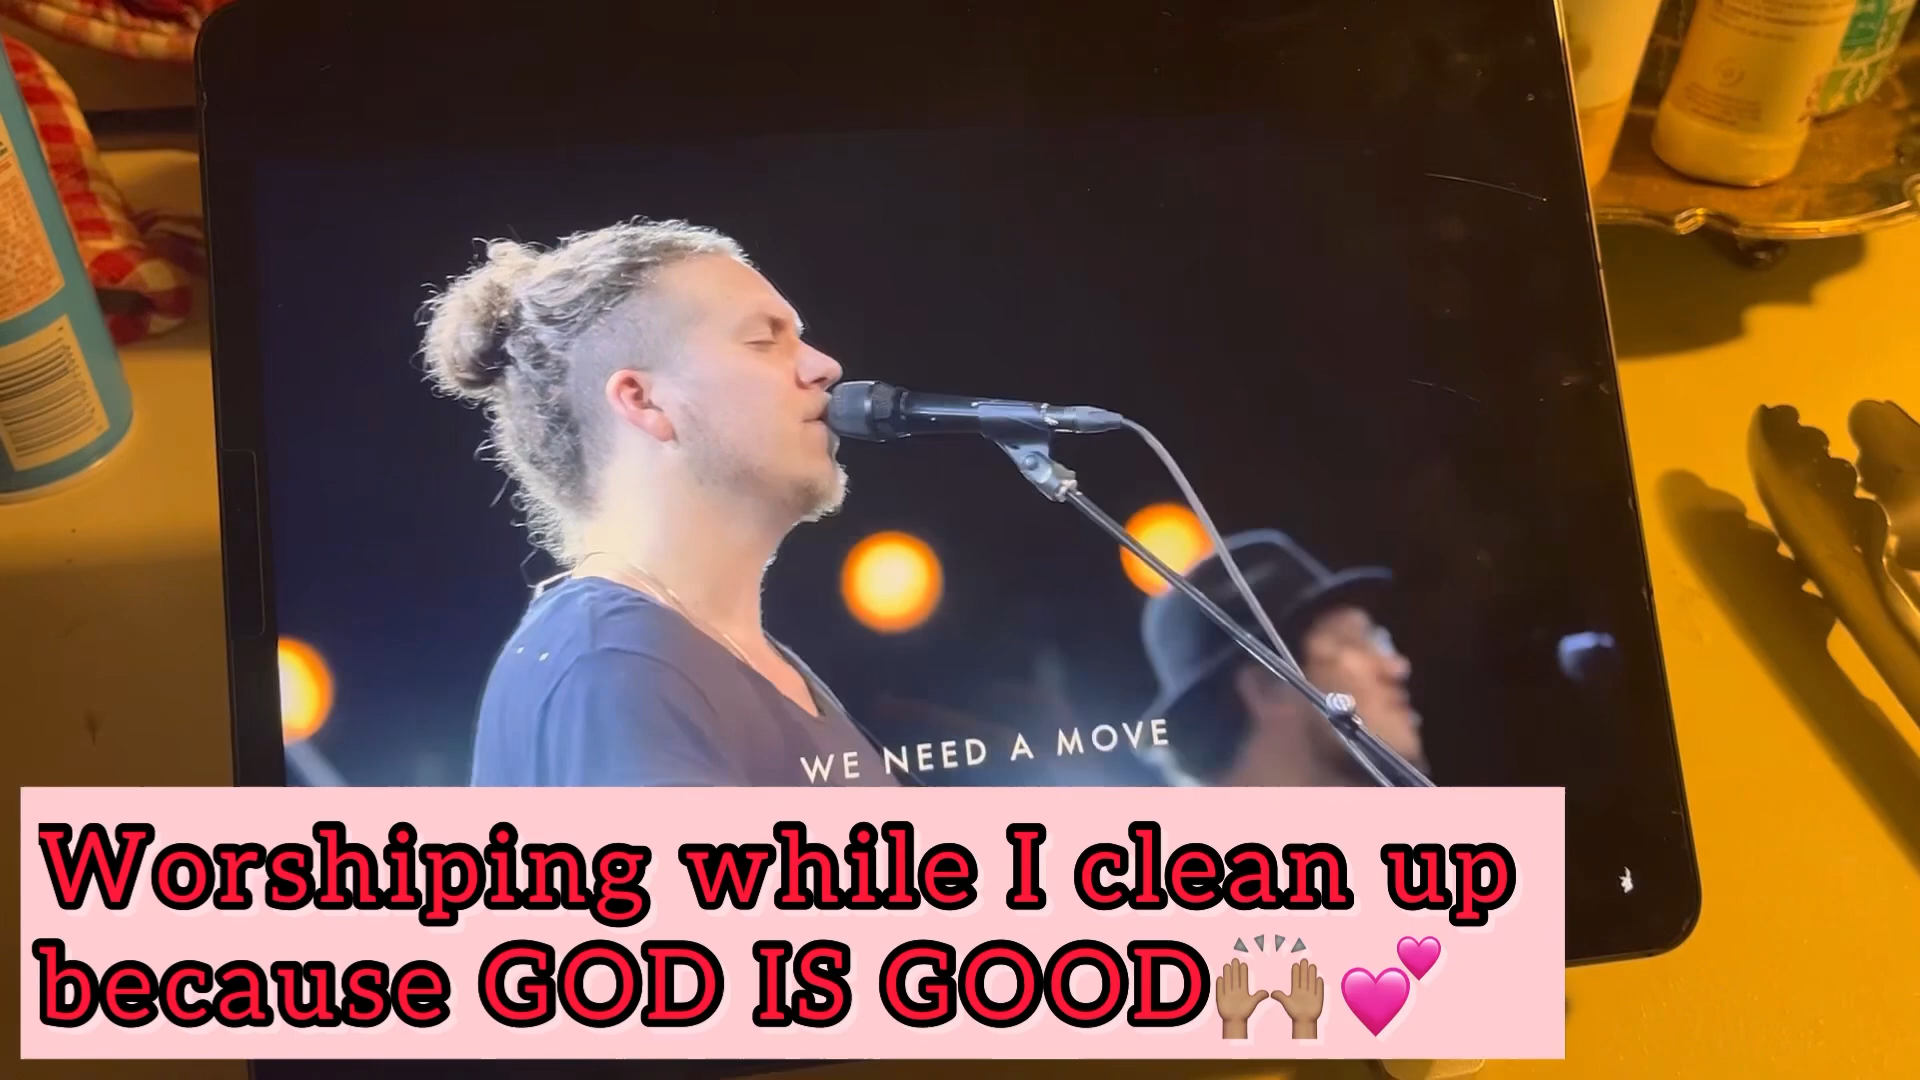 WE NEED A MOVE
Worshiping while I clean up
because GOD IS GOOD🙌🏽💕